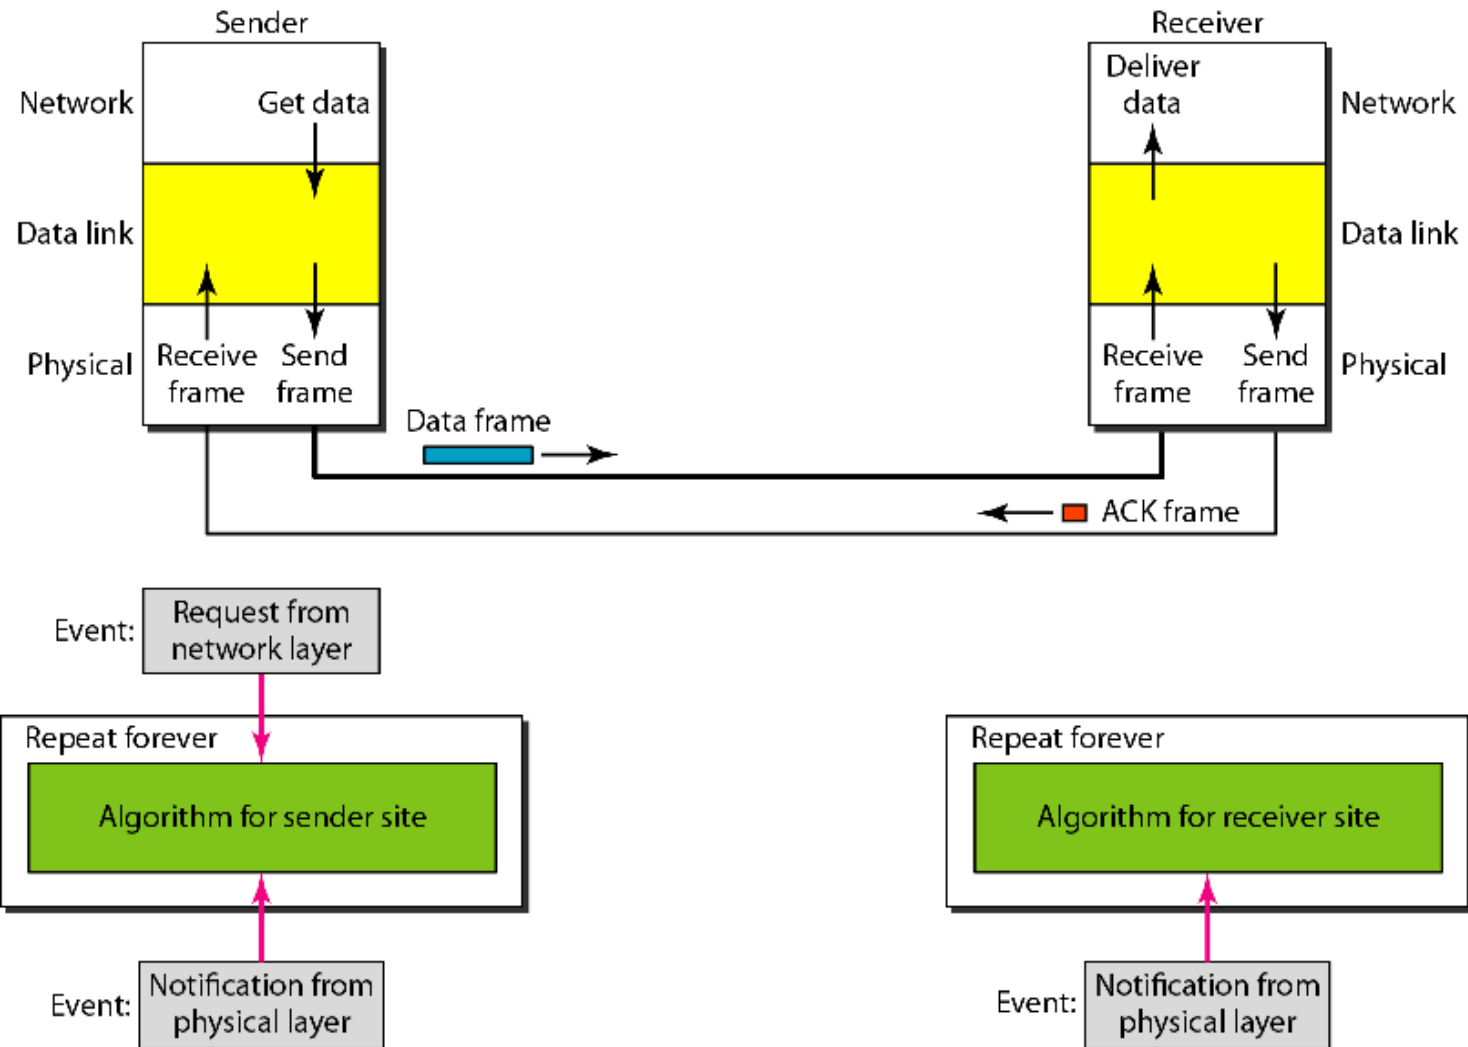 Sender
Receiver
Network
Get data
Deliver
data
Network
Data link
Data link
Physical
Receive
frame
Send
frame
Receive
frame
Send
frame
Physical
Data frame
ACK frame
Event:
Request from
network layer
Repeat forever
Algorithm for sender site
Repeat forever
Algorithm for receiver site
Event:
Notification from
physical layer
Event:
Notification from
physical layer